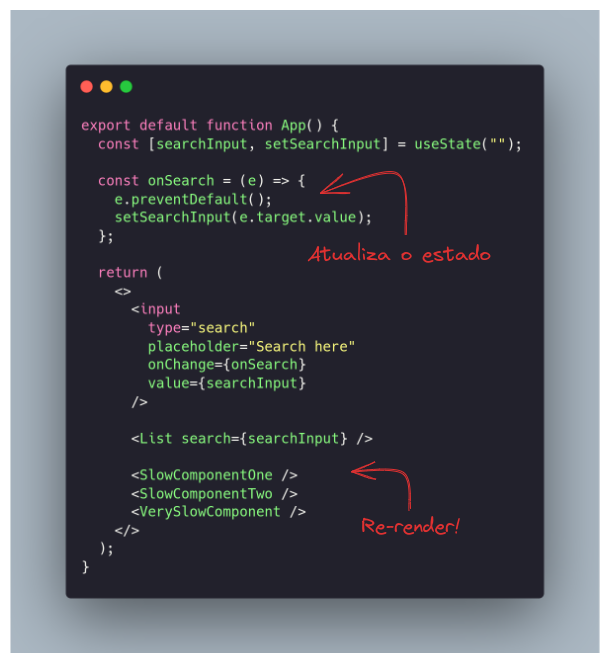 export default function App() {
const [searchInput, setSearchInput] = useState("");
const onSearch = (e) => {
e.preventDefault();
setSearchInput(e.target.value);
};
Atualiza o estado
return (
<>
<input
type="search"
placeholder="Search here"
onChange={onSearch}
value={searchInput}
/>
<List search={searchInput} />
<SlowComponentOne />
<SlowComponentTwo />
<VerySlowComponent />
Re-render!
</>
);
}